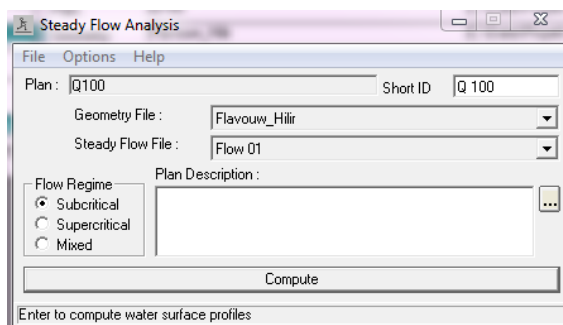 Steady Flow Analysis
File Options Help
Plan : Q100 Short ID Q 100
Geometry File : Flavouw_Hilir
Steady Flow File : Flow 01
Plan Description :
Flow Regime
Subcritical
Supercritical
Mixed
...
Compute
Enter to compute water surface profiles